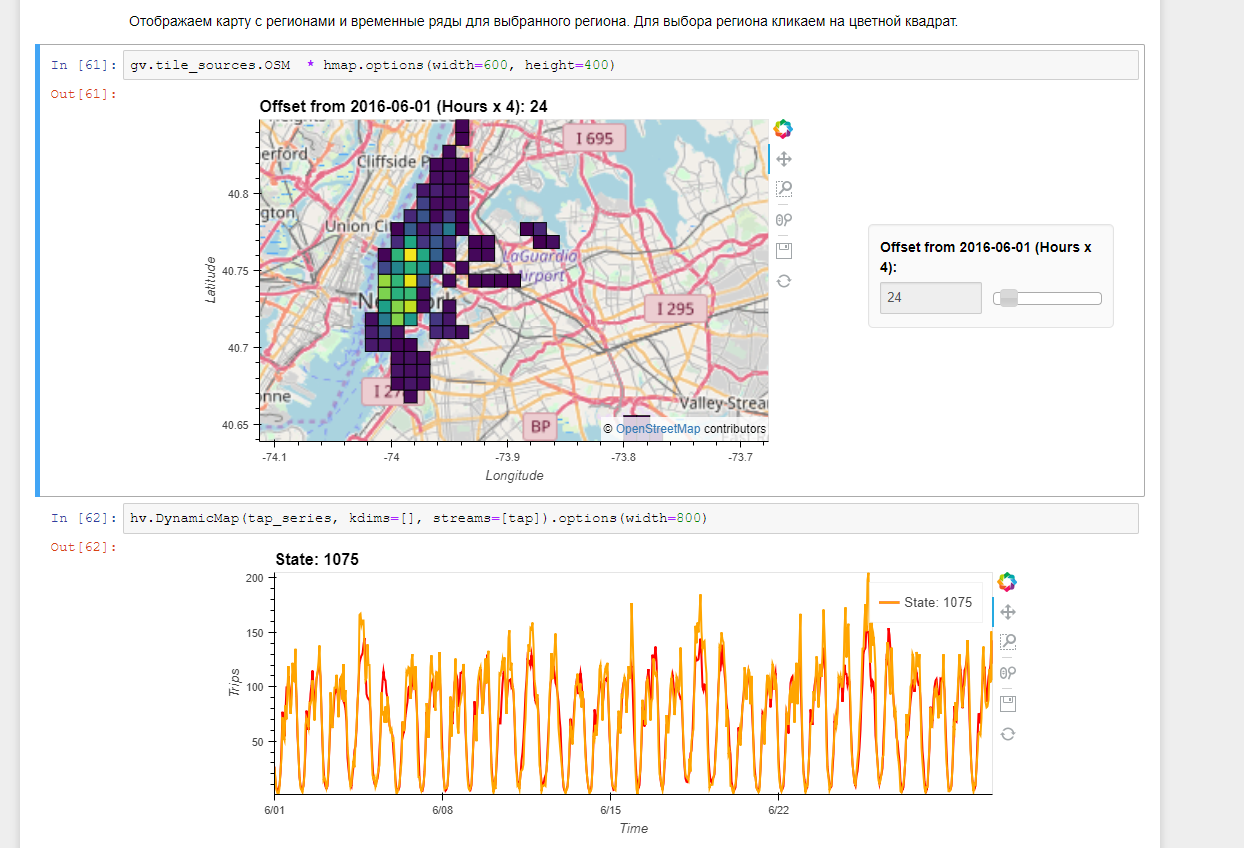 Отображаем карту с регионами и временные ряды для выбранного региона. Для выбора региона кликаем на цветной квадрат.
In [61]: gv.tile_sources.OSM * hmap.options(width=600, height=400)
Out[61]:
Offset from 2016-06-01 (Hours x 4): 24
I 695
erford
Cliffside P
40.8
ngton
Union Ci
LaGuardia
Airport
40.75
Latitude
New York
I 295
40.7
I 27
onne
Valley Strea
40.65
BP
© OpenStreetMap contributors
-74.1
-74
-73.9
-73.8
-73.7
Longitude
Offset from 2016-06-01 (Hours x
4):
24
In [62]: hv.DynamicMap(tap_series, kdims=[], streams=[tap]).options(width=800)
Out[62]:
State: 1075
200
State: 1075
150
Trips
100
50
6/01
6/08
6/15
6/22
Time